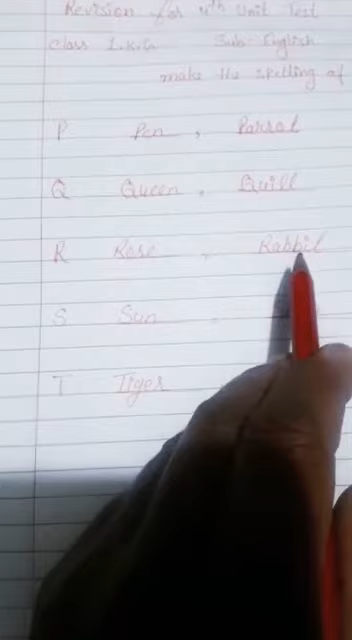 Revision for 4th Unit Test
Class L.K.G. Sub- English
make the spelling of
P Pen , Parrot
Q Queen , Quill
R Rose , Rabbit
S Sun ,
T Tiger ,